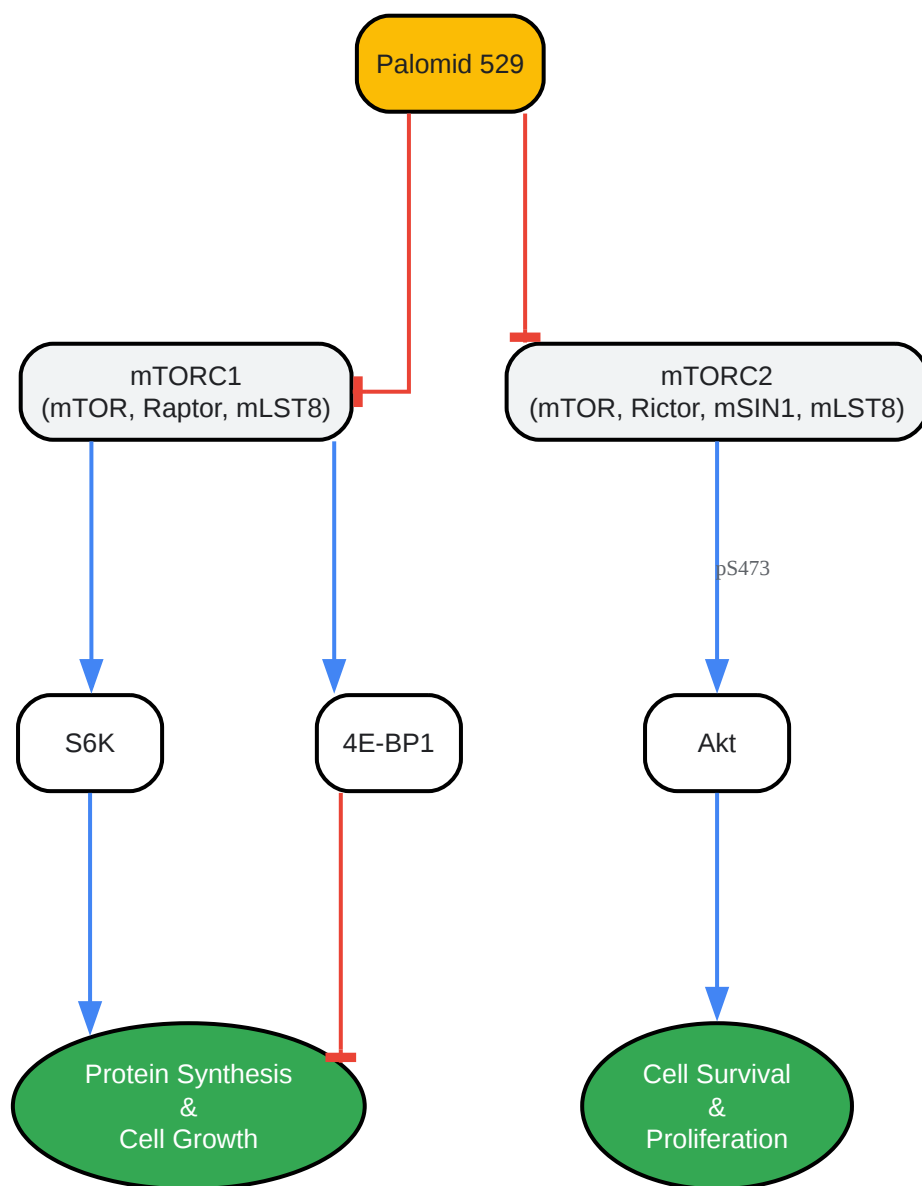 Palomid 529
mTORC1
(mTOR, Raptor, mLST8)
mTORC2
(mTOR, Rictor, mSIN1, mLST8)
pS473
S6K
4E-BP1
Akt
Protein Synthesis
&
Cell Growth
Cell Survival
&
Proliferation